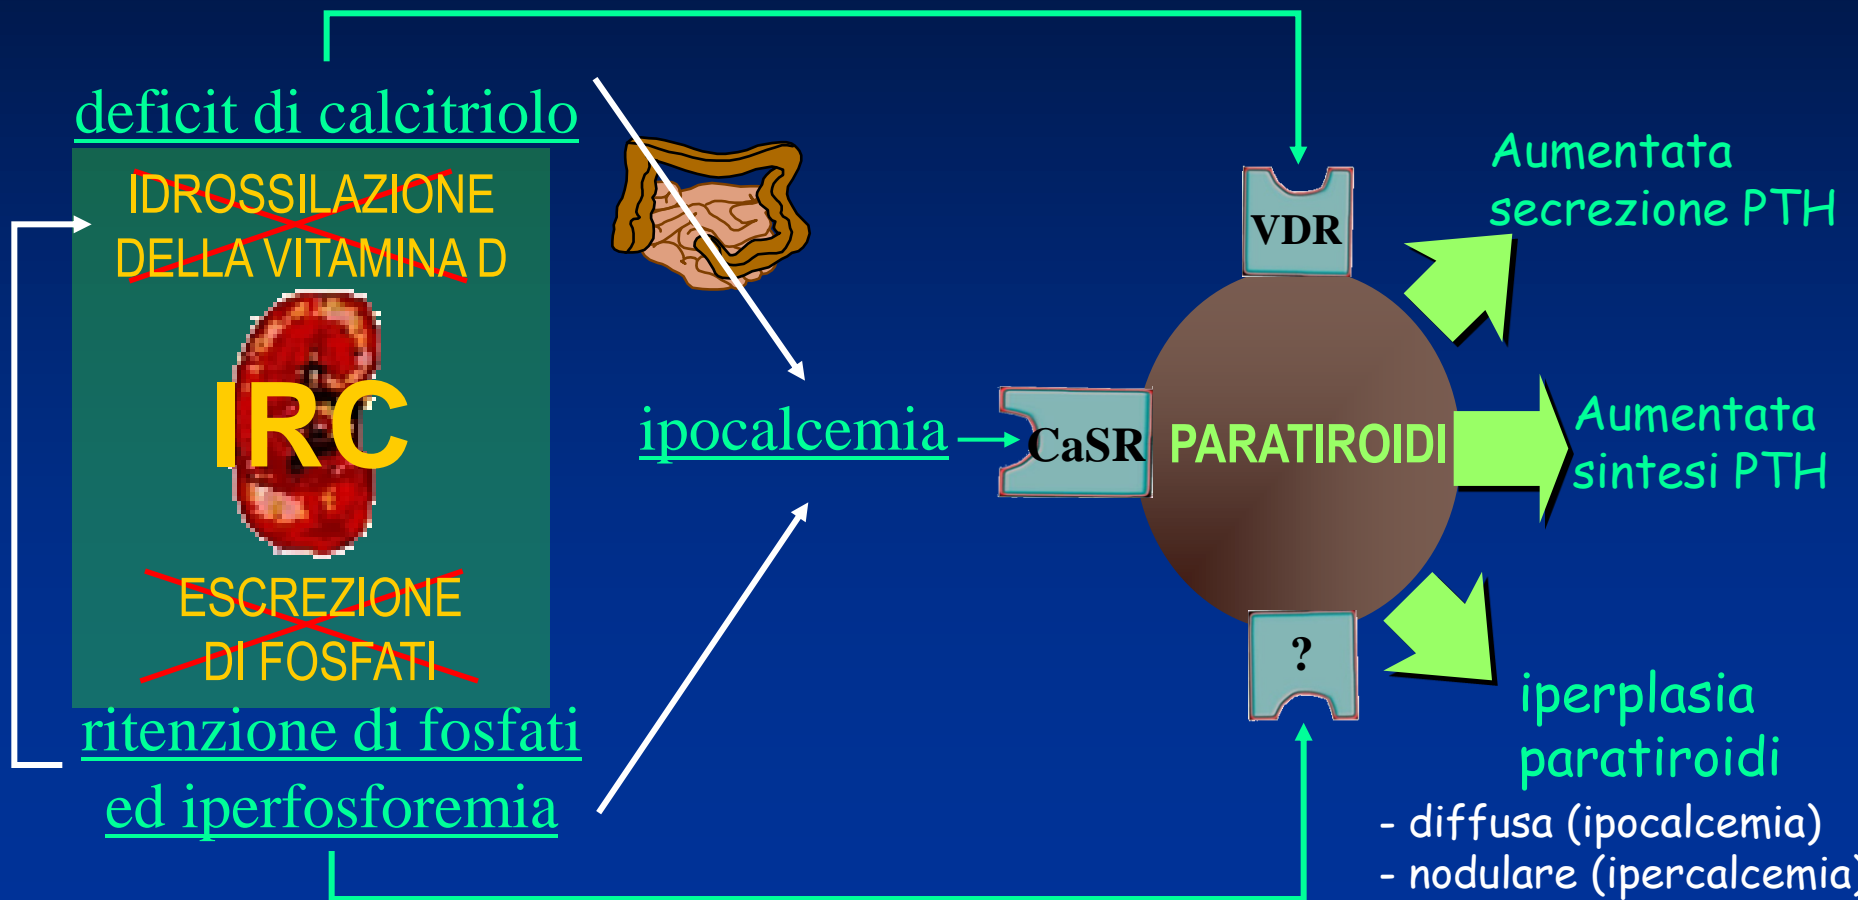 deficit di calcitriolo
IDROSSILAZIONE
DELLA VITAMINA D
IRC
ESCREZIONE
DI FOSFATI
ritenzione di fosfati
ed iperfosforemia
ipocalcemia
VDR
CaSR
PARATIROIDI
?
Aumentata
secrezione PTH
Aumentata
sintesi PTH
iperplasia
paratiroidi
- diffusa (ipocalcemia)
- nodulare (ipercalcemia)